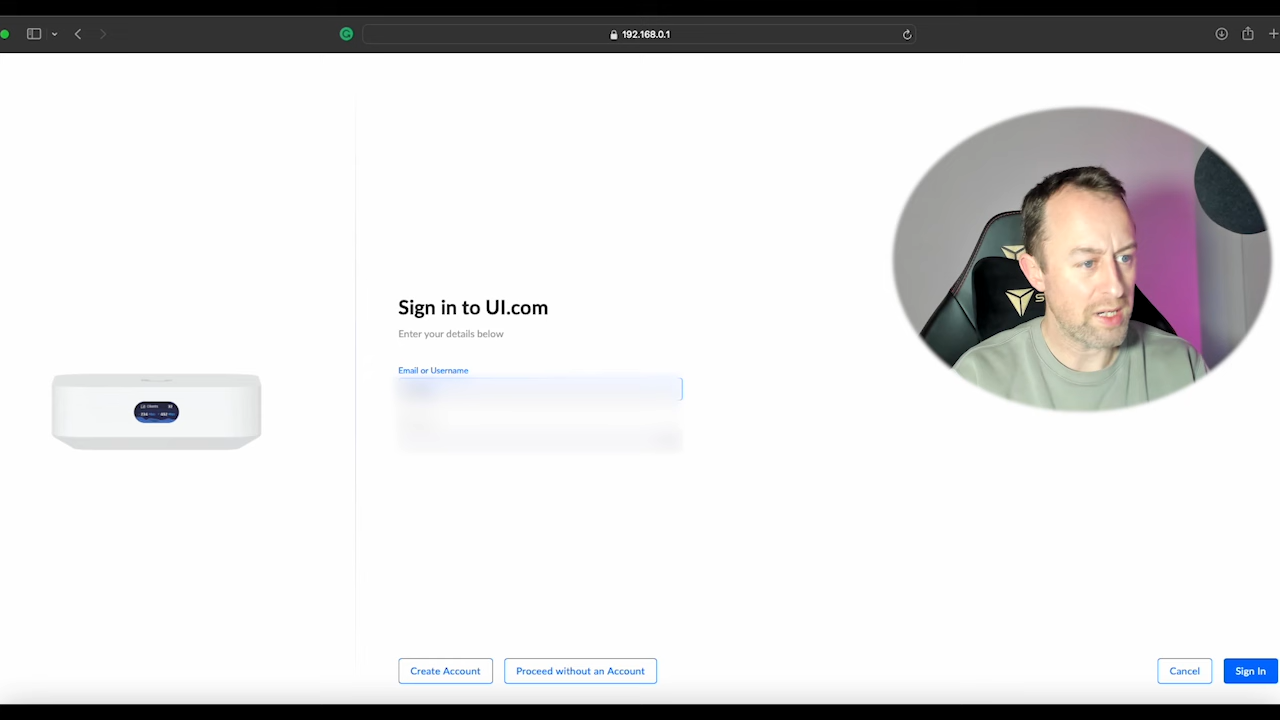 192.168.0.1
Sign in to UI.com
Enter your details below
Email or Username
Create Account
Proceed without an Account
Cancel
Sign In